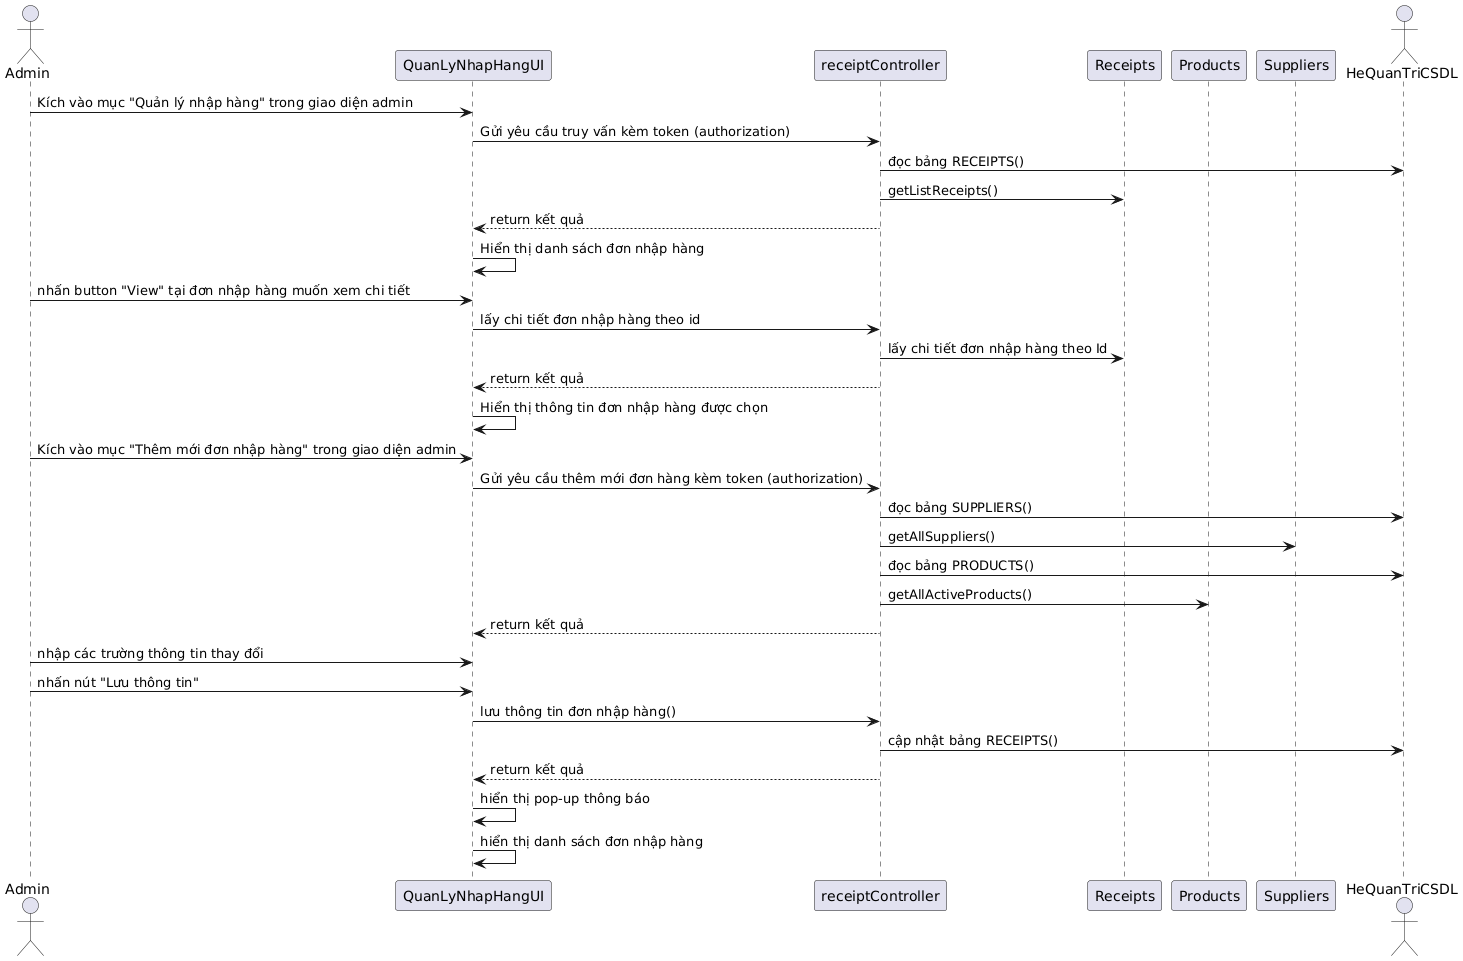 Admin
QuanLyNhapHangUI
receiptController
Receipts
Products
Suppliers
HeQuanTriCSDL
Kích vào mục "Quản lý nhập hàng" trong giao diện admin
Gửi yêu cầu truy vấn kèm token (authorization)
đọc bảng RECEIPTS()
getListReceipts()
return kết quả
Hiển thị danh sách đơn nhập hàng
nhấn button "View" tại đơn nhập hàng muốn xem chi tiết
lấy chi tiết đơn nhập hàng theo id
lấy chi tiết đơn nhập hàng theo Id
return kết quả
Hiển thị thông tin đơn nhập hàng được chọn
Kích vào mục "Thêm mới đơn nhập hàng" trong giao diện admin
Gửi yêu cầu thêm mới đơn hàng kèm token (authorization)
đọc bảng SUPPLIERS()
getAllSuppliers()
đọc bảng PRODUCTS()
getAllActiveProducts()
return kết quả
nhập các trường thông tin thay đổi
nhấn nút "Lưu thông tin"
lưu thông tin đơn nhập hàng()
cập nhật bảng RECEIPTS()
return kết quả
hiển thị pop-up thông báo
hiển thị danh sách đơn nhập hàng
Admin
QuanLyNhapHangUI
receiptController
Receipts
Products
Suppliers
HeQuanTriCSDL